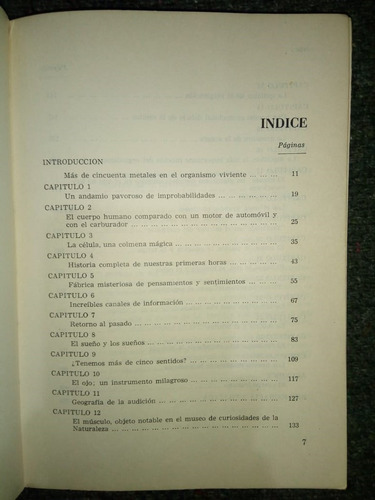 INDICE
Páginas
INTRODUCCION
Más de cincuenta metales en el organismo viviente ... ... ... 11
CAPITULO 1
Un andamio pavoroso de improbabilidades ... ... ... ... ... 19
CAPITULO 2
El cuerpo humano comparado con un motor de automóvil y
con el carburador ... ... ... ... ... ... ... ... ... ... 25
CAPITULO 3
La célula, una colmena mágica ... ... ... ... ... ... ... 35
CAPITULO 4
Historia completa de nuestras primeras horas ... ... ... ... 43
CAPITULO 5
Fábrica misteriosa de pensamientos y sentimientos ... ... ... 55
CAPITULO 6
Increíbles canales de información ... ... ... ... ... ... 67
CAPITULO 7
Retorno al pasado ... ... ... ... ... ... ... ... ... 75
CAPITULO 8
El sueño y los sueños ... ... ... ... ... ... ... ... ... 83
CAPITULO 9
¿Tenemos más de cinco sentidos? ... ... ... ... ... ... ... 109
CAPITULO 10
El ojo; un instrumento milagroso ... ... ... ... ... ... ... 117
CAPITULO 11
Geografía de la audición ... ... ... ... ... ... ... ... 127
CAPITULO 12
El músculo, objeto notable en el museo de curiosidades de la
Naturaleza ... ... ... ... ... ... ... ... ... ... ... 133
7